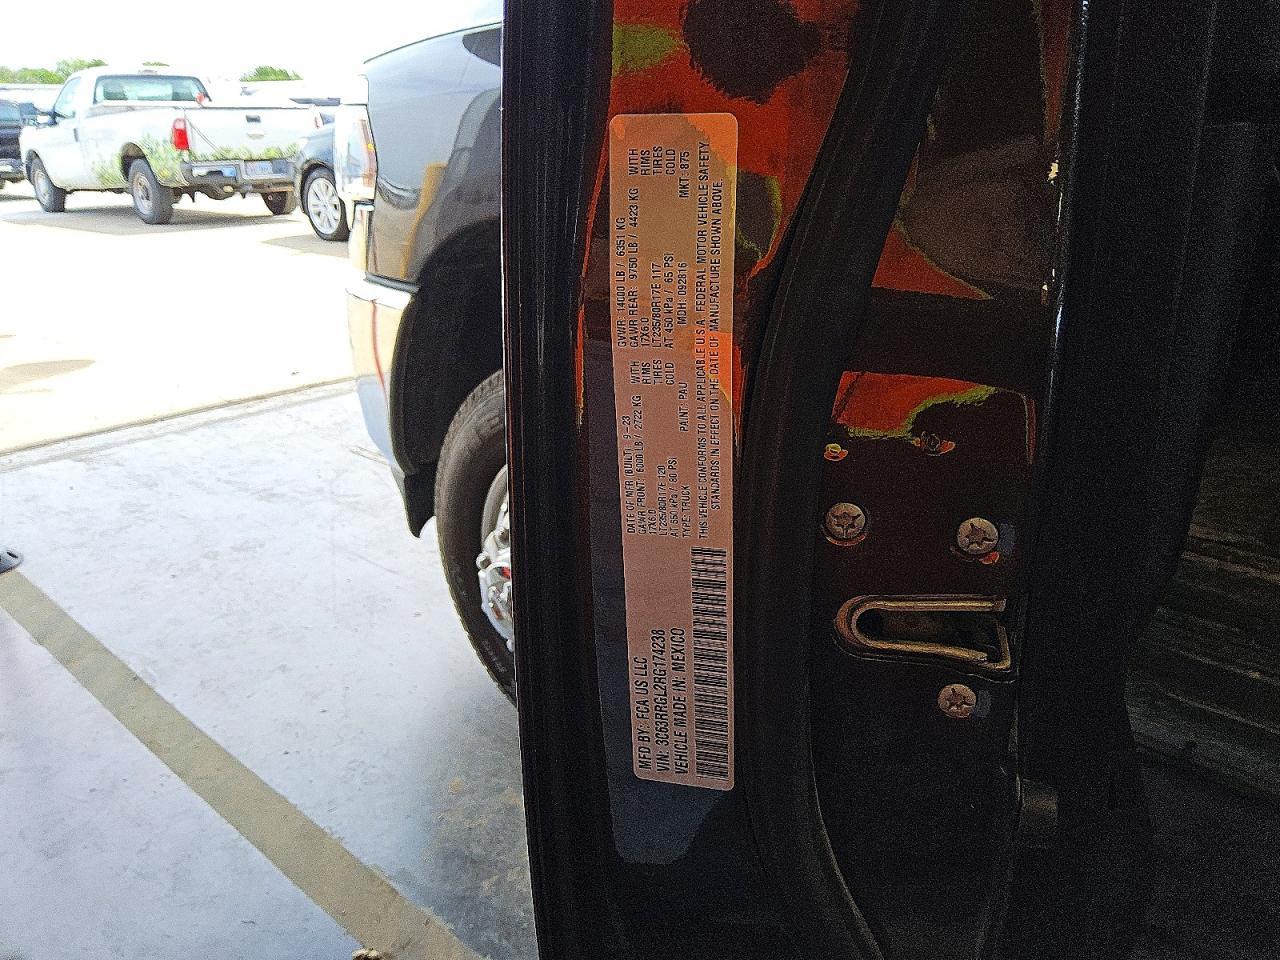 MFD BY: FCA US LLC
VIN: 3C63RRGL2RG174238
VEHICLE MADE IN: MEXICO
DATE OF MFR (BUILT) 9-23 GVWR: 14000 LB / 6351 KG
GAWR FRONT: 6000 LB / 2722 KG WITH GAWR REAR: 9750 LB / 4423 KG WITH
17X6.0 RIMS 17X6.0 RIMS
LT235/80R17E 120 TIRES LT235/80R17E 117 TIRES
AT 550 kPa / 80 PSI COLD AT 450 kPa / 65 PSI COLD
TYPE: TRUCK PAINT: PAU MDH: 092816 MKT: 875
THIS VEHICLE CONFORMS TO ALL APPLICABLE U.S.A. FEDERAL MOTOR VEHICLE SAFETY
STANDARDS IN EFFECT ON THE DATE OF MANUFACTURE SHOWN ABOVE.